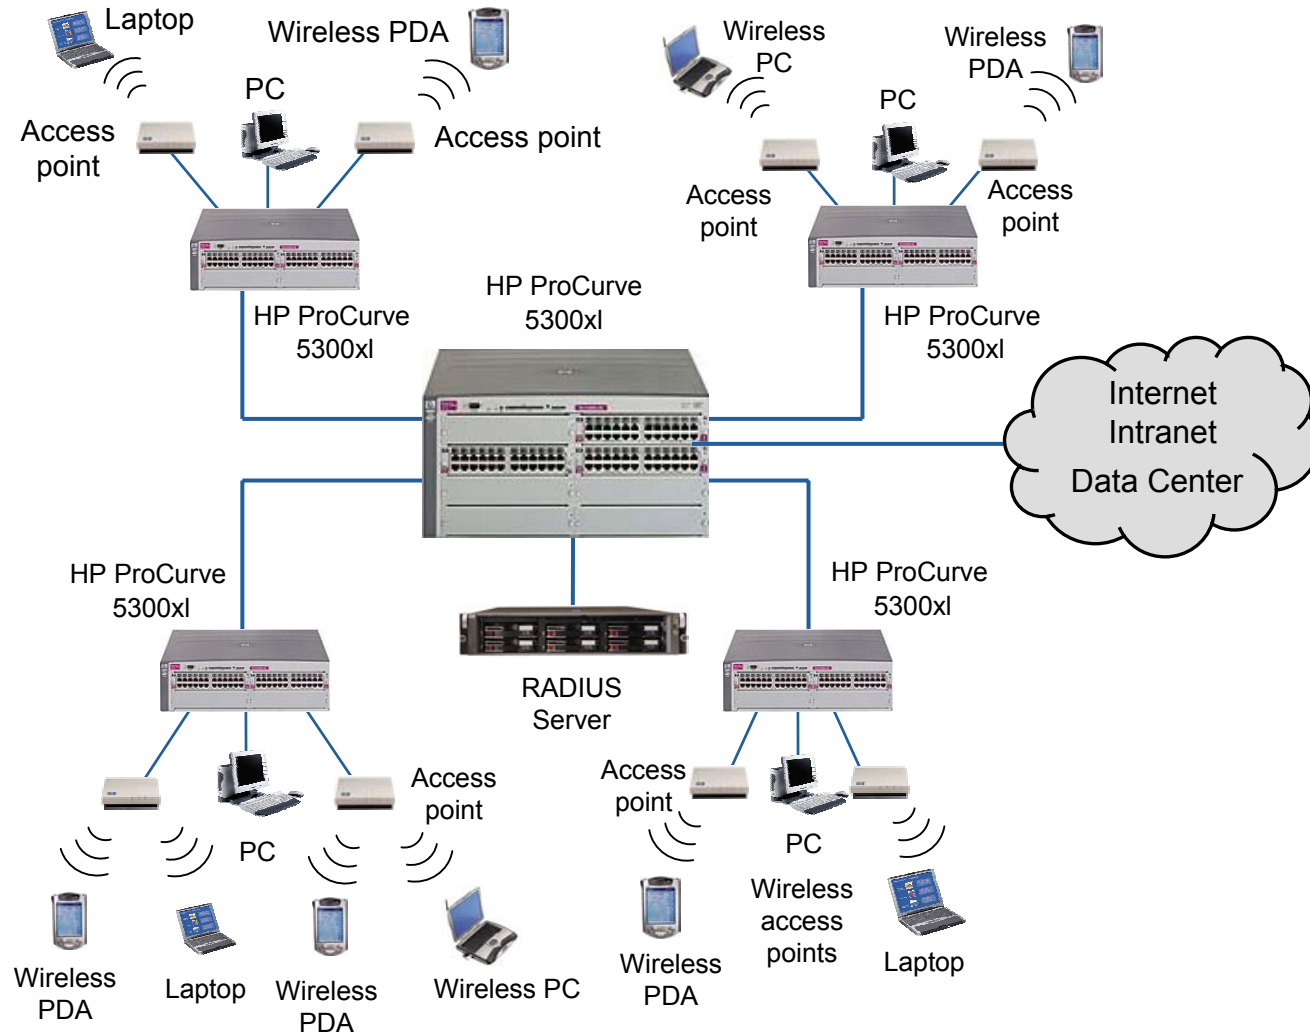 Laptop
Wireless PDA
PC
Access
point
Access point
Wireless
PC
Wireless
PDA
PC
Access
point
Access
point
HP ProCurve
5300xl
HP ProCurve
5300xl
HP ProCurve
5300xl
Internet
Intranet
Data Center
HP ProCurve
5300xl
HP ProCurve
5300xl
RADIUS
Server
Access
point
PC
Wireless
PDA
Laptop
Wireless
PDA
Wireless PC
Access
point
PC
Wireless
access
points
Wireless
PDA
Laptop